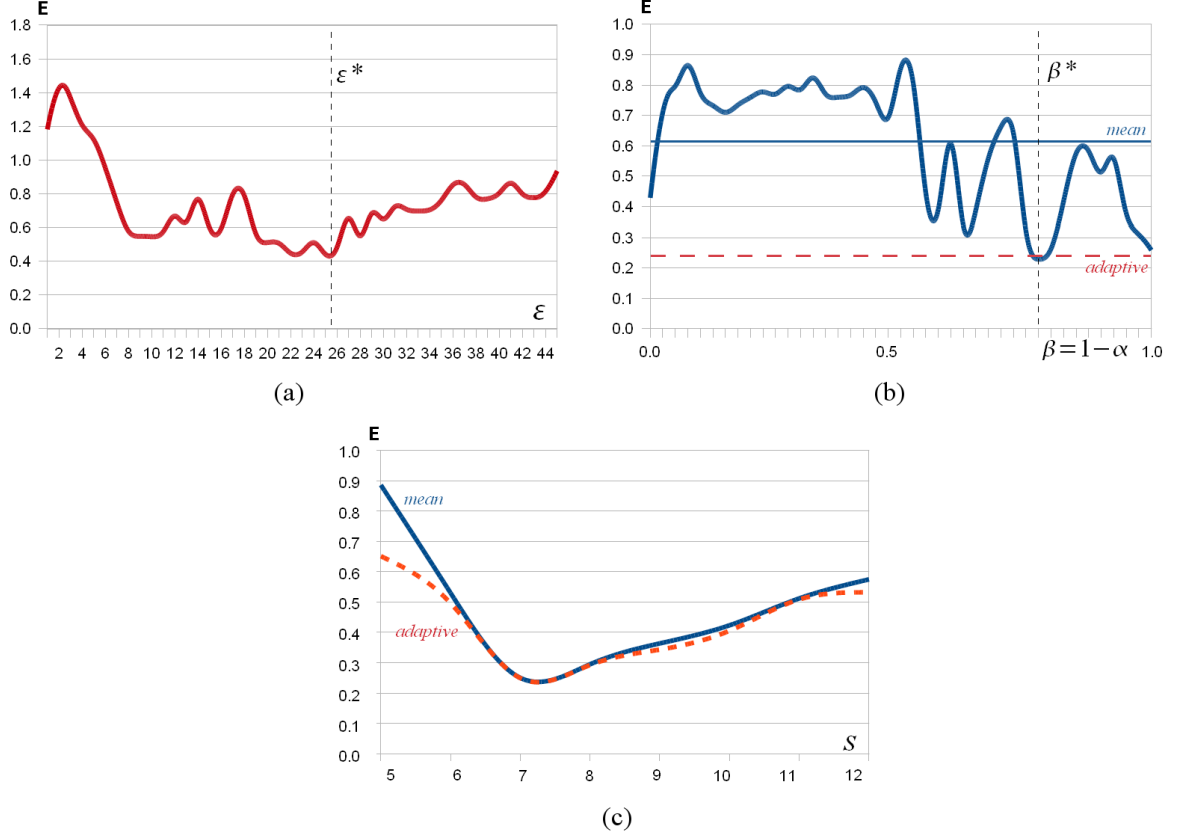 E
1.8
1.6
1.4
1.2
1.0
0.8
0.6
0.4
0.2
0.0
ε*
ε
2 4 6 8 10 12 14 16 18 20 22 24 26 28 30 32 34 36 38 40 42 44
(a)
E
1.0
0.9
0.8
0.7
0.6
0.5
0.4
0.3
0.2
0.1
0.0
β*
mean
adaptive
0.0 0.5 1.0
β=1−α
(b)
E
1.0
0.9
0.8
0.7
0.6
0.5
0.4
0.3
0.2
0.1
0.0
mean
adaptive
S
5 6 7 8 9 10 11 12
(c)